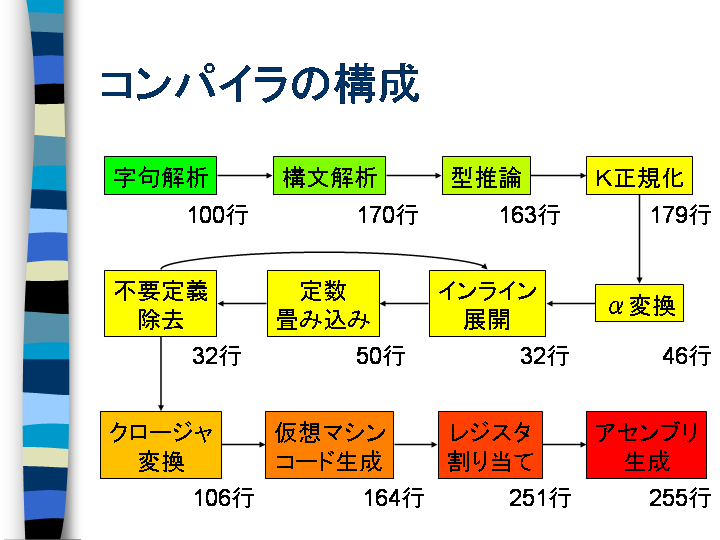 コンパイラの構成
字句解析
構文解析
型推論
K正規化
100行
170行
163行
179行
不要定義
除去
定数
畳み込み
インライン
展開
α変換
32行
50行
32行
46行
クロージャ
変換
仮想マシン
コード生成
レジスタ
割り当て
アセンブリ
生成
106行
164行
251行
255行